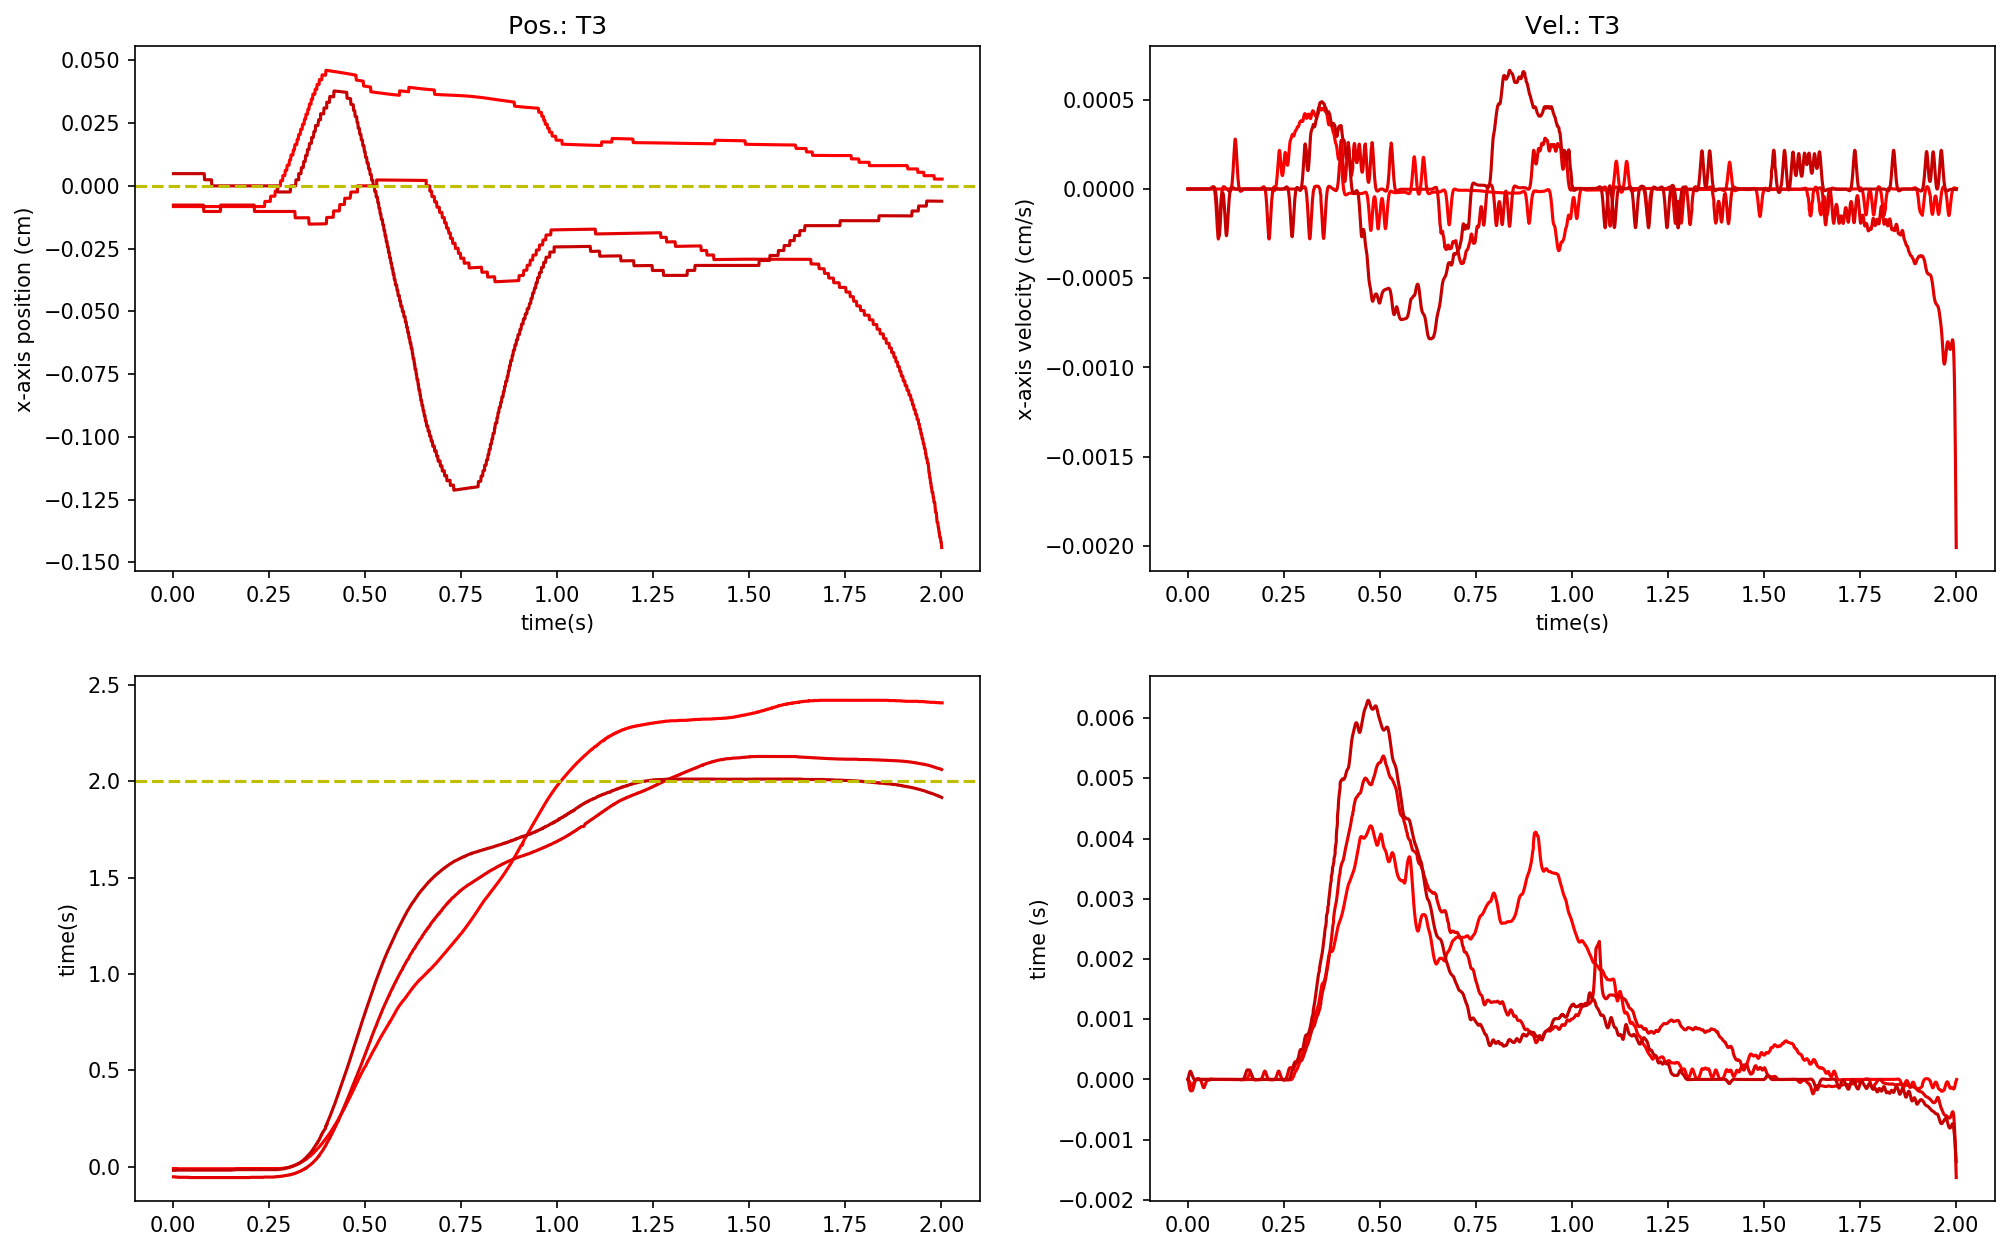 Pos.: T3
Vel.: T3
0.050
0.025
0.000
−0.025
−0.050
−0.075
−0.100
−0.125
−0.150
x-axis position (cm)
0.00 0.25 0.50 0.75 1.00 1.25 1.50 1.75 2.00
time(s)
0.0005
0.0000
−0.0005
−0.0010
−0.0015
−0.0020
x-axis velocity (cm/s)
0.00 0.25 0.50 0.75 1.00 1.25 1.50 1.75 2.00
time(s)
2.5
2.0
1.5
1.0
0.5
0.0
time(s)
0.00 0.25 0.50 0.75 1.00 1.25 1.50 1.75 2.00
0.006
0.005
0.004
0.003
0.002
0.001
0.000
−0.001
−0.002
time (s)
0.00 0.25 0.50 0.75 1.00 1.25 1.50 1.75 2.00